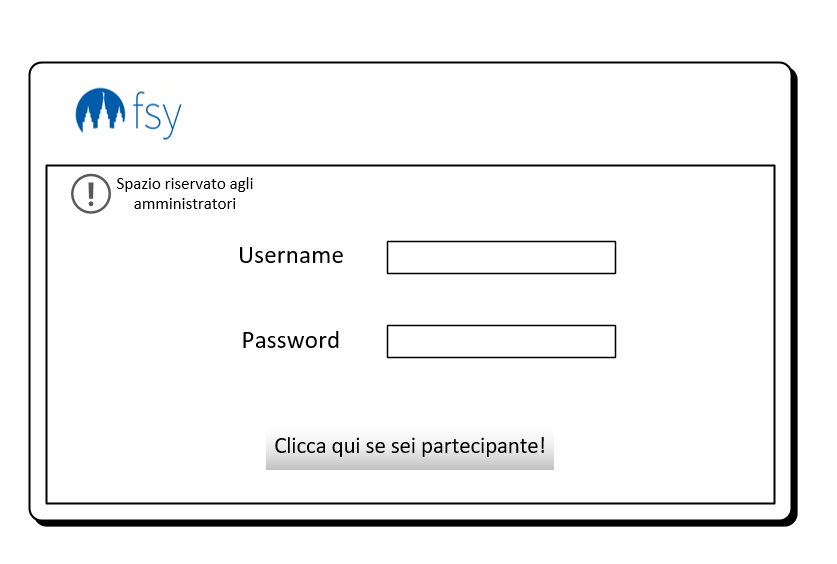 fsy
Spazio riservato agli
amministratori
Username
Password
Clicca qui se sei partecipante!